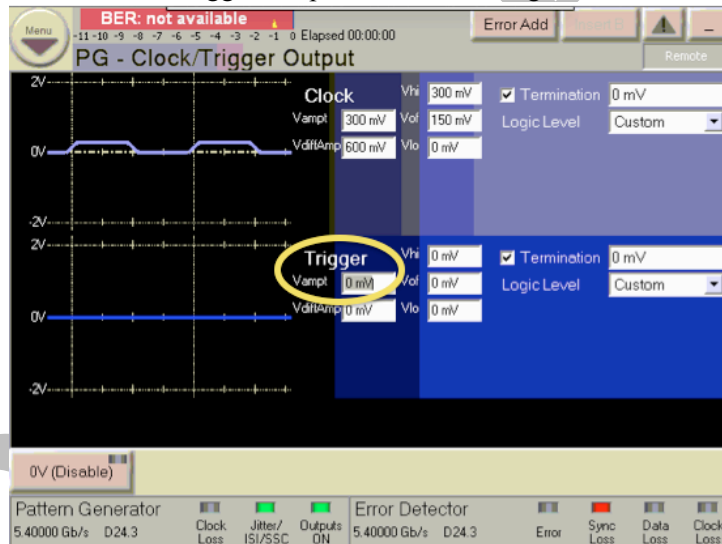 Menu
BER: not available
-11 -10 -9 -8 -7 -6 -5 -4 -3 -2 -1 0 Elapsed 00:00:00
Error Add
PG - Clock/Trigger Output
Remote
2V
0V
-2V
Clock
Vampt 300 mV
VdiffAmp 600 mV
Vhi 300 mV
Vof 150 mV
Vlo 0 mV
Termination 0 mV
Logic Level Custom
2V
0V
-2V
Trigger
Vampt 0 mV
VdiffAmp 0 mV
Vhi 0 mV
Vof 0 mV
Vlo 0 mV
Termination 0 mV
Logic Level Custom
0V (Disable)
Pattern Generator
5.40000 Gb/s D24.3
Clock Loss
Jitter/ ISI/SSC
Outputs ON
Error Detector
5.40000 Gb/s D24.3
Error
Sync Loss
Data Loss
Clock Loss